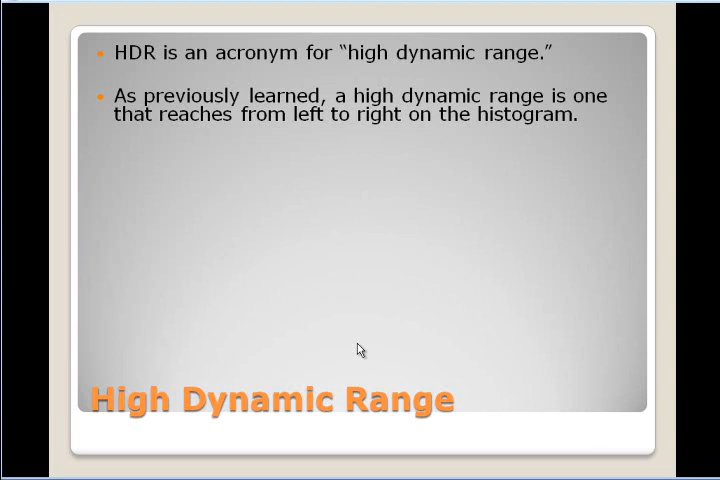 • HDR is an acronym for “high dynamic range.”
• As previously learned, a high dynamic range is one
that reaches from left to right on the histogram.
High Dynamic Range